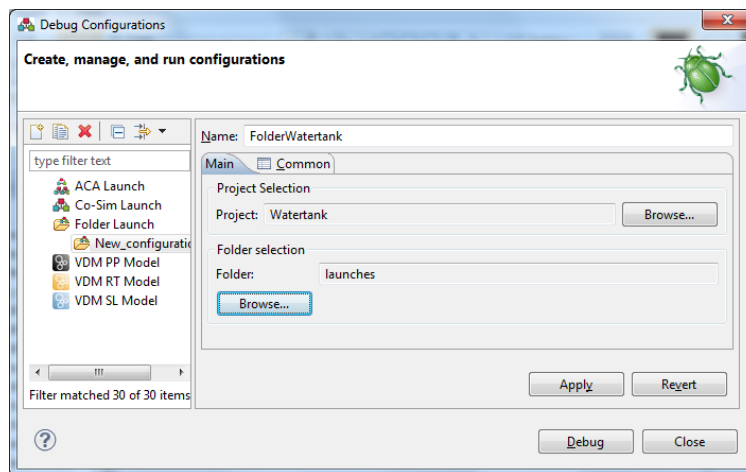 Debug Configurations
Create, manage, and run configurations
Name: FolderWatertank
type filter text
Main Common
ACA Launch
Project Selection
Co-Sim Launch
Folder Launch
Project: Watertank Browse...
New_configuratio
VDM PP Model
Folder selection
VDM RT Model
Folder: launches
VDM SL Model
Browse...
Apply Revert
Filter matched 30 of 30 items
Debug Close